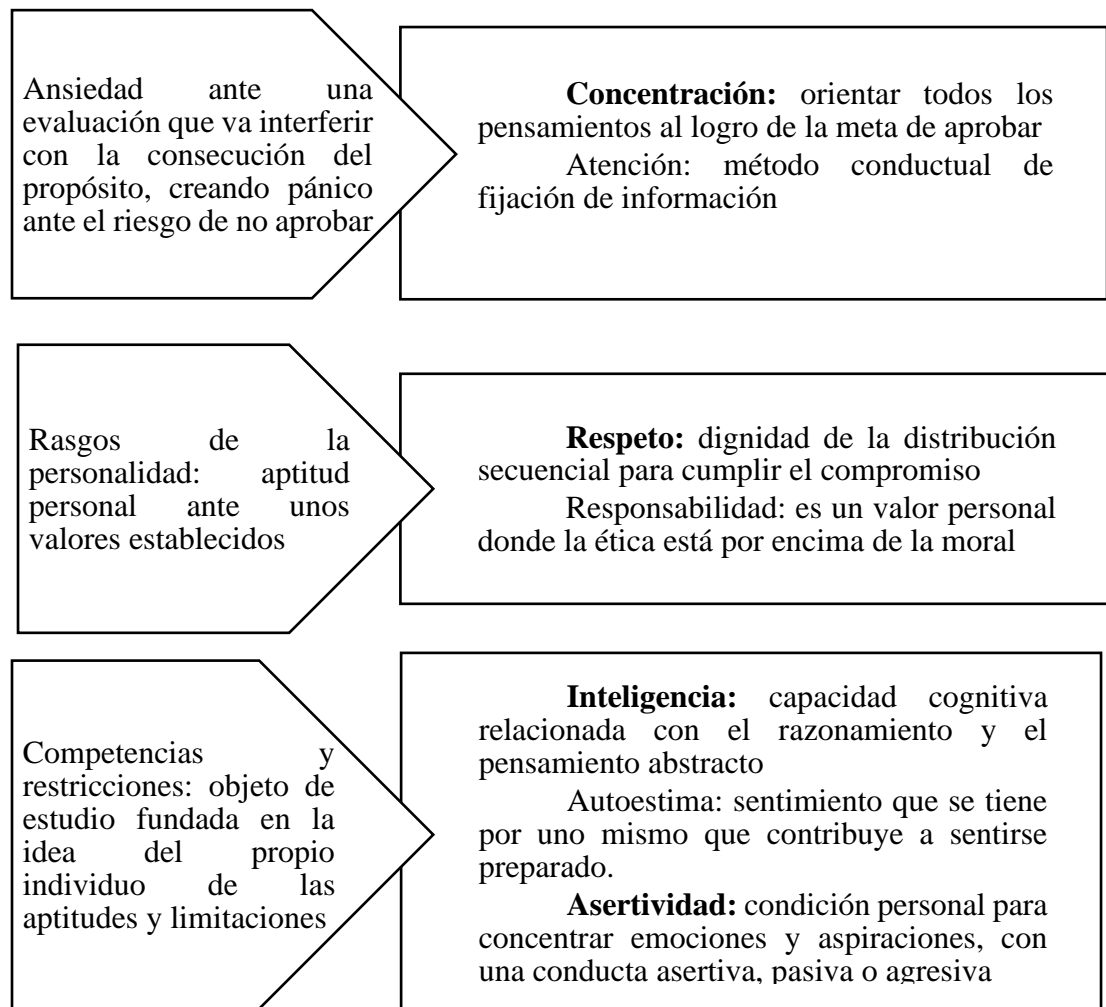 Ansiedad ante una
evaluación que va interferir
con la consecución del
propósito, creando pánico
ante el riesgo de no aprobar
Concentración: orientar todos los
pensamientos al logro de la meta de aprobar
Atención: método conductual de
fijación de información
Rasgos de la
personalidad: aptitud
personal ante unos
valores establecidos
Respeto: dignidad de la distribución
secuencial para cumplir el compromiso
Responsabilidad: es un valor personal
donde la ética está por encima de la moral
Competencias y
restricciones: objeto de
estudio fundada en la
idea del propio
individuo de las
aptitudes y limitaciones
Inteligencia: capacidad cognitiva
relacionada con el razonamiento y el
pensamiento abstracto
Autoestima: sentimiento que se tiene
por uno mismo que contribuye a sentirse
preparado.
Asertividad: condición personal para
concentrar emociones y aspiraciones, con
una conducta asertiva, pasiva o agresiva